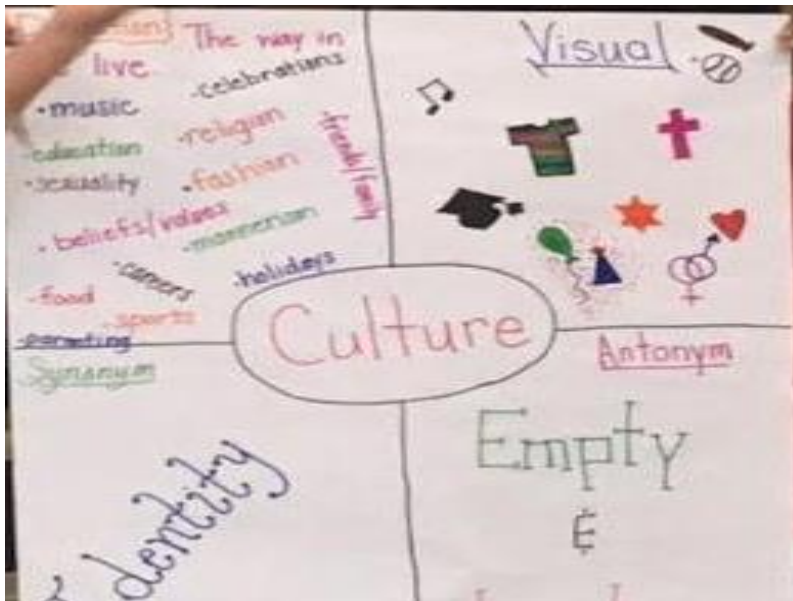 The way in
live
•music
•celebrations
•education
•religion
•sexuality
•fashion
friends/family
•beliefs/values
•mannerism
•careers
•holidays
•food
•sports
•parenting
Visual
Culture
Synonym
Identity
Antonym
Empty
&